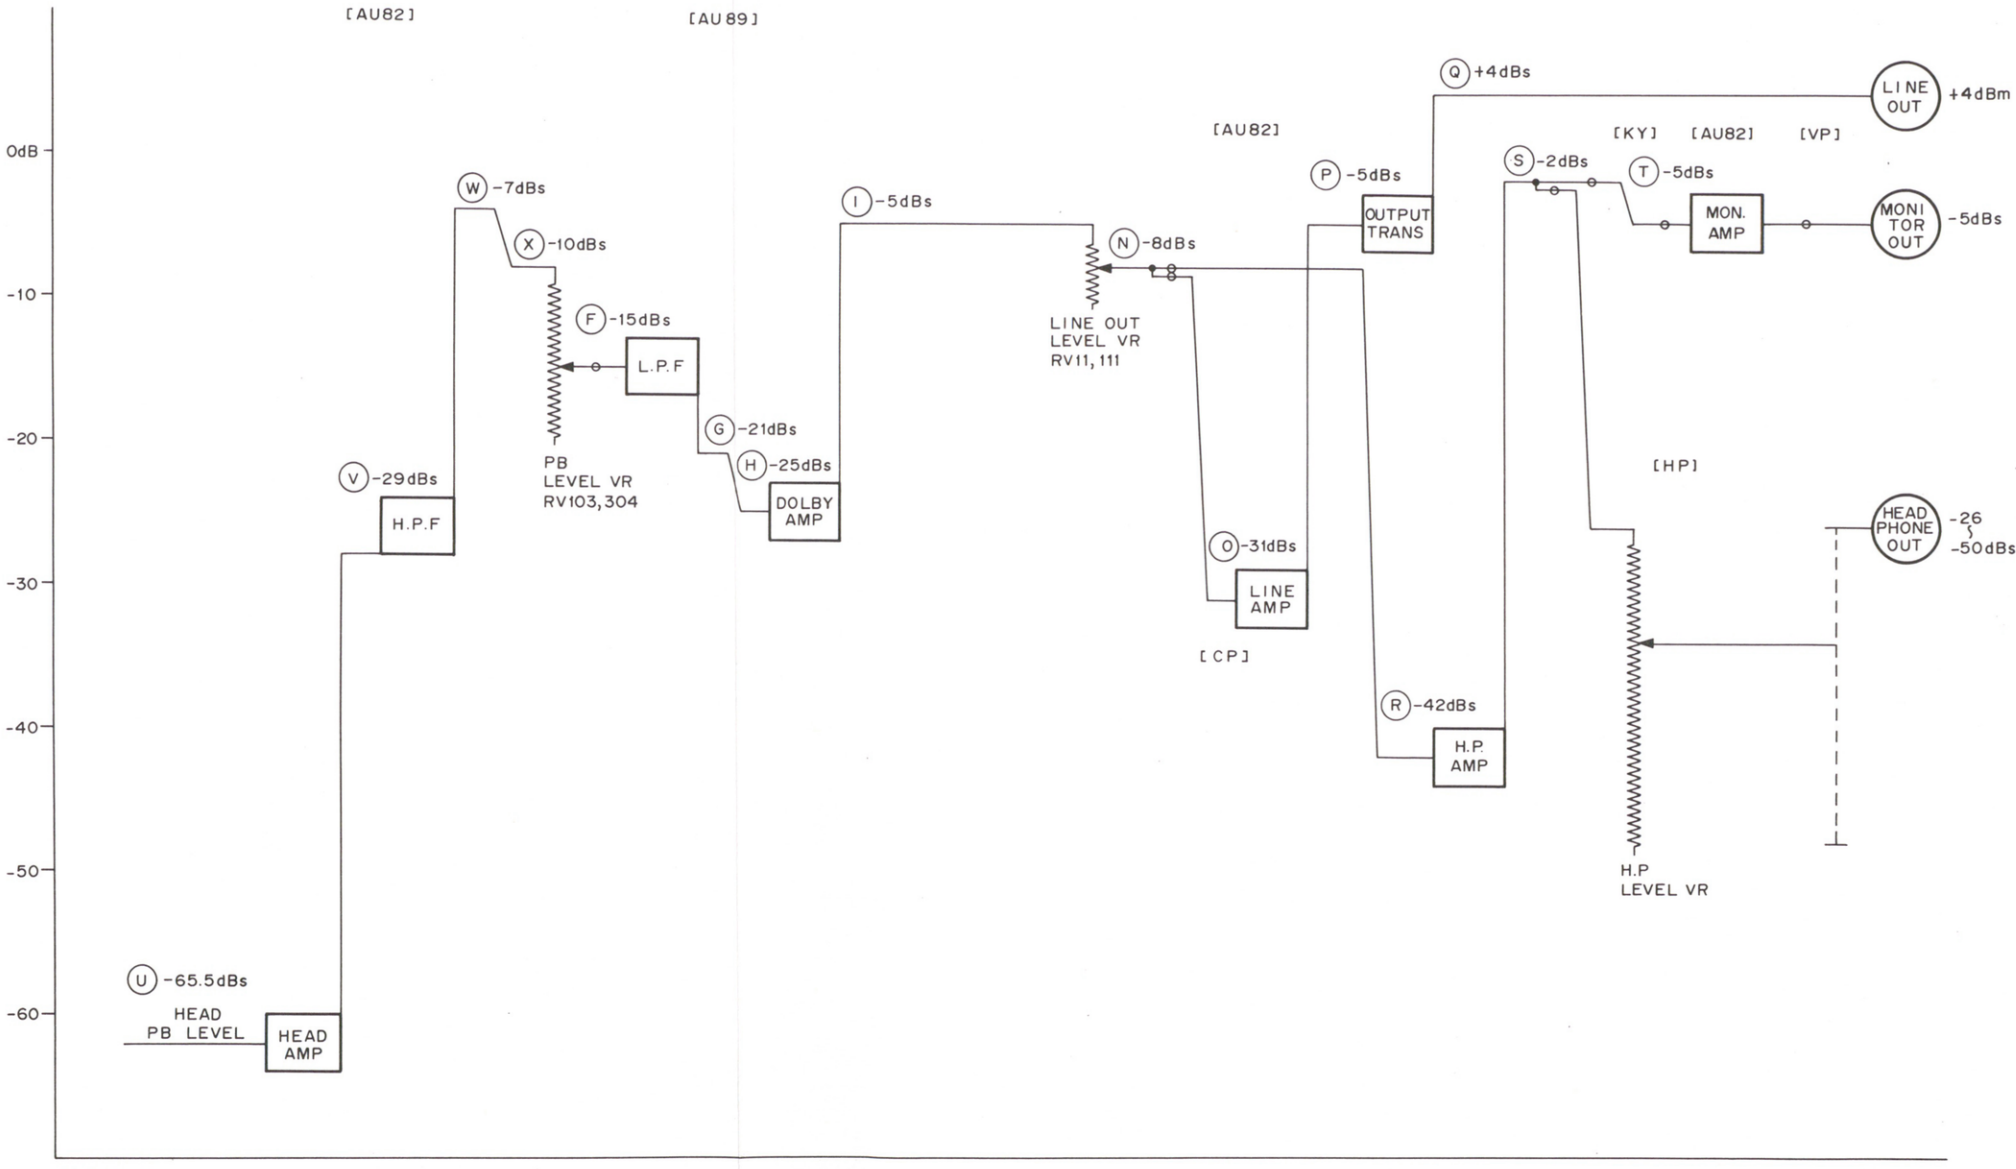 [AU82]
[AU89]
0dB
-10
-20
-30
-40
-50
-60
U -65.5dBs
HEAD
PB LEVEL
HEAD
AMP
V -29dBs
H.P.F
W -7dBs
X -10dBs
PB
LEVEL VR
RV103,304
F -15dBs
L.P.F
G -21dBs
H -25dBs
DOLBY
AMP
I -5dBs
LINE OUT
LEVEL VR
RV11,111
N -8dBs
[AU82]
O -31dBs
LINE
AMP
[CP]
P -5dBs
OUTPUT
TRANS
Q +4dBs
R -42dBs
H.P.
AMP
S -2dBs
[KY] [AU82] [VP]
T -5dBs
MON.
AMP
[HP]
H.P
LEVEL VR
LINE
OUT
+4dBm
MONI
TOR
OUT
-5dBs
HEAD
PHONE
OUT
-26
-50dBs